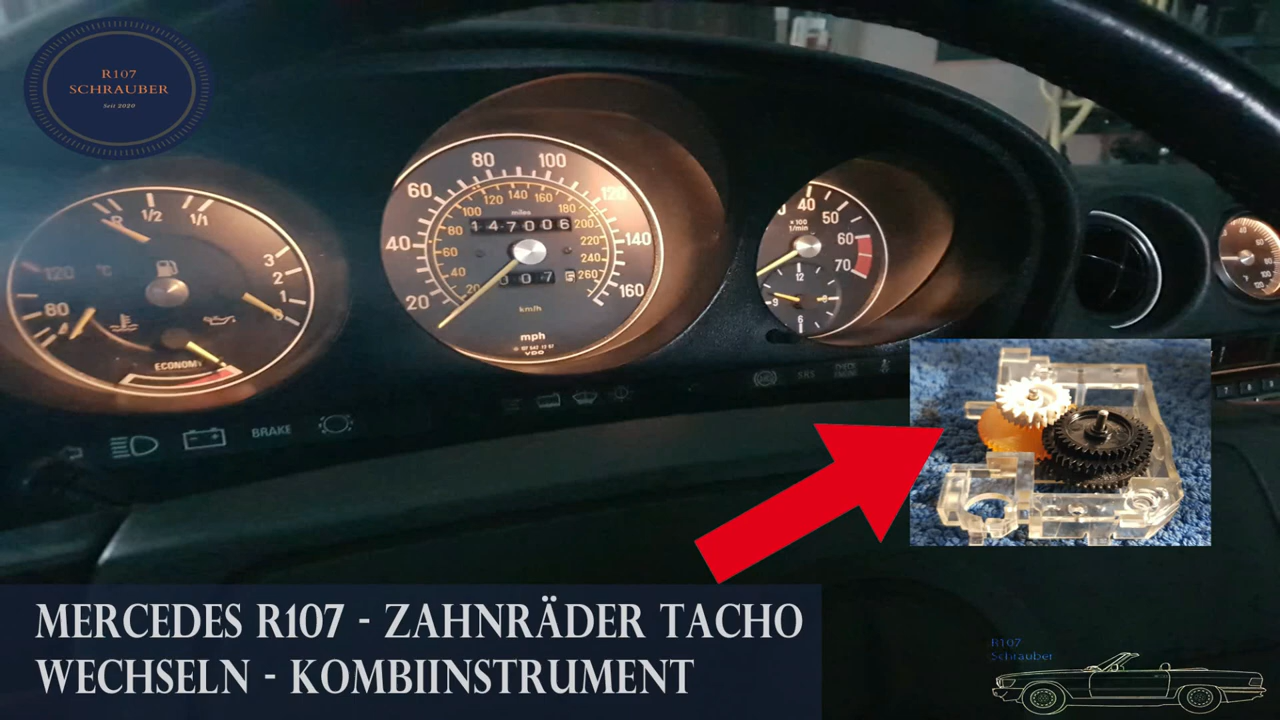 R107
SCHRAUBER
Seit 2020
R 1/2 1/1
120 °C
80
3
2
1
0
ECONOMY
20 40 60 80 100 120 140 160
20 40 60 80 100 120 140 160 180 200 220 240 260
miles
147006
km/h
mph
VDO
40 50 60 70
x100
1/min
12
9
6
BRAKE
SRS
CHECK
ENGINE
MERCEDES R107 - ZAHNRÄDER TACHO
WECHSELN - KOMBIINSTRUMENT
R107
Schrauber